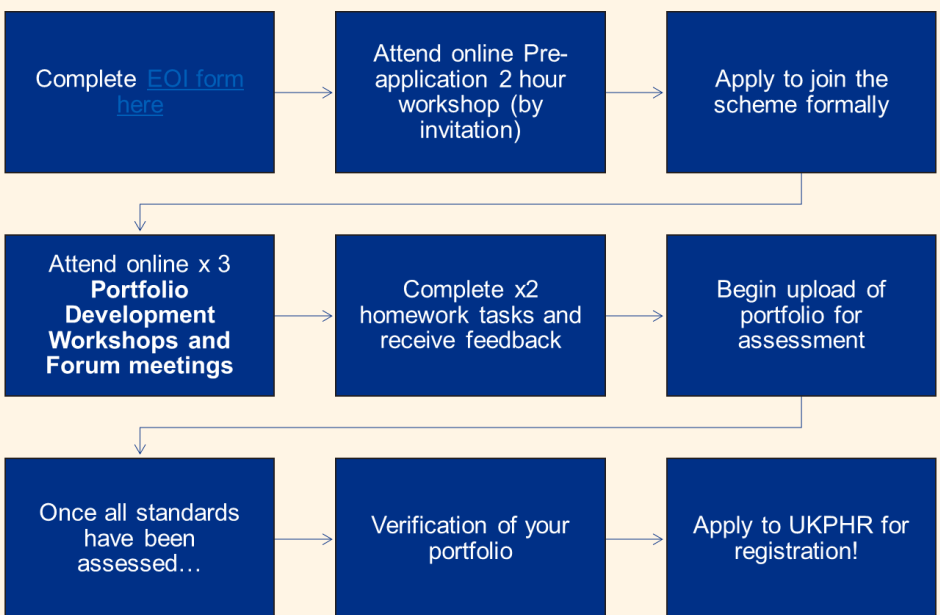 Complete EOI form
here
Attend online Pre-
application 2 hour
workshop (by
invitation)
Apply to join the
scheme formally
Attend online x 3
Portfolio
Development
Workshops and
Forum meetings
Complete x2
homework tasks and
receive feedback
Begin upload of
portfolio for
assessment
Once all standards
have been
assessed…
Verification of your
portfolio
Apply to UKPHR for
registration!